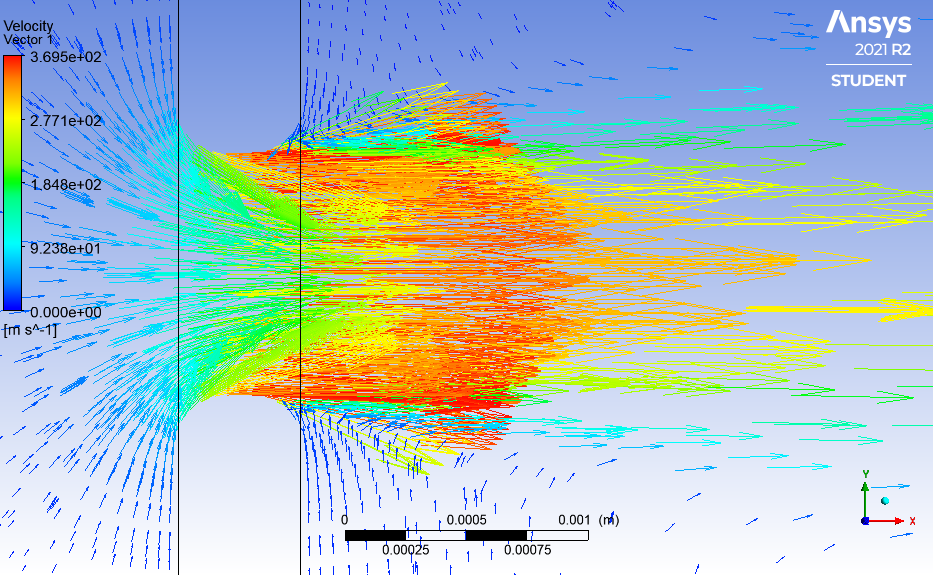 Velocity
Vector 1
3.695e+02
2.771e+02
1.848e+02
9.238e+01
0.000e+00
[m s^-1]
Ansys
2021 R2
STUDENT
0 0.0005 0.001 (m)
0.00025 0.00075
Y
X